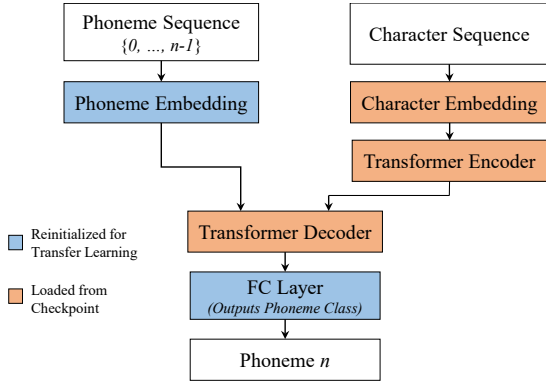 Phoneme Sequence
{0, ..., n-1}
Character Sequence
Phoneme Embedding
Character Embedding
Transformer Encoder
Transformer Decoder
Reinitialized for
Transfer Learning
Loaded from
Checkpoint
FC Layer
(Outputs Phoneme Class)
Phoneme n